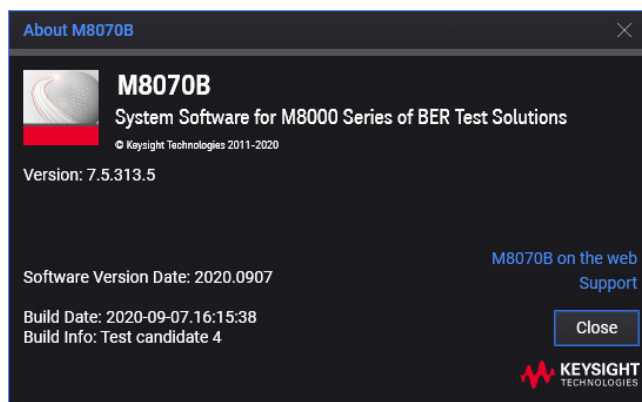 About M8070B
M8070B
System Software for M8000 Series of BER Test Solutions
© Keysight Technologies 2011-2020
Version: 7.5.313.5
M8070B on the web
Software Version Date: 2020.0907
Support
Build Date: 2020-09-07.16:15:38
Build Info: Test candidate 4
Close
KEYSIGHT
TECHNOLOGIES